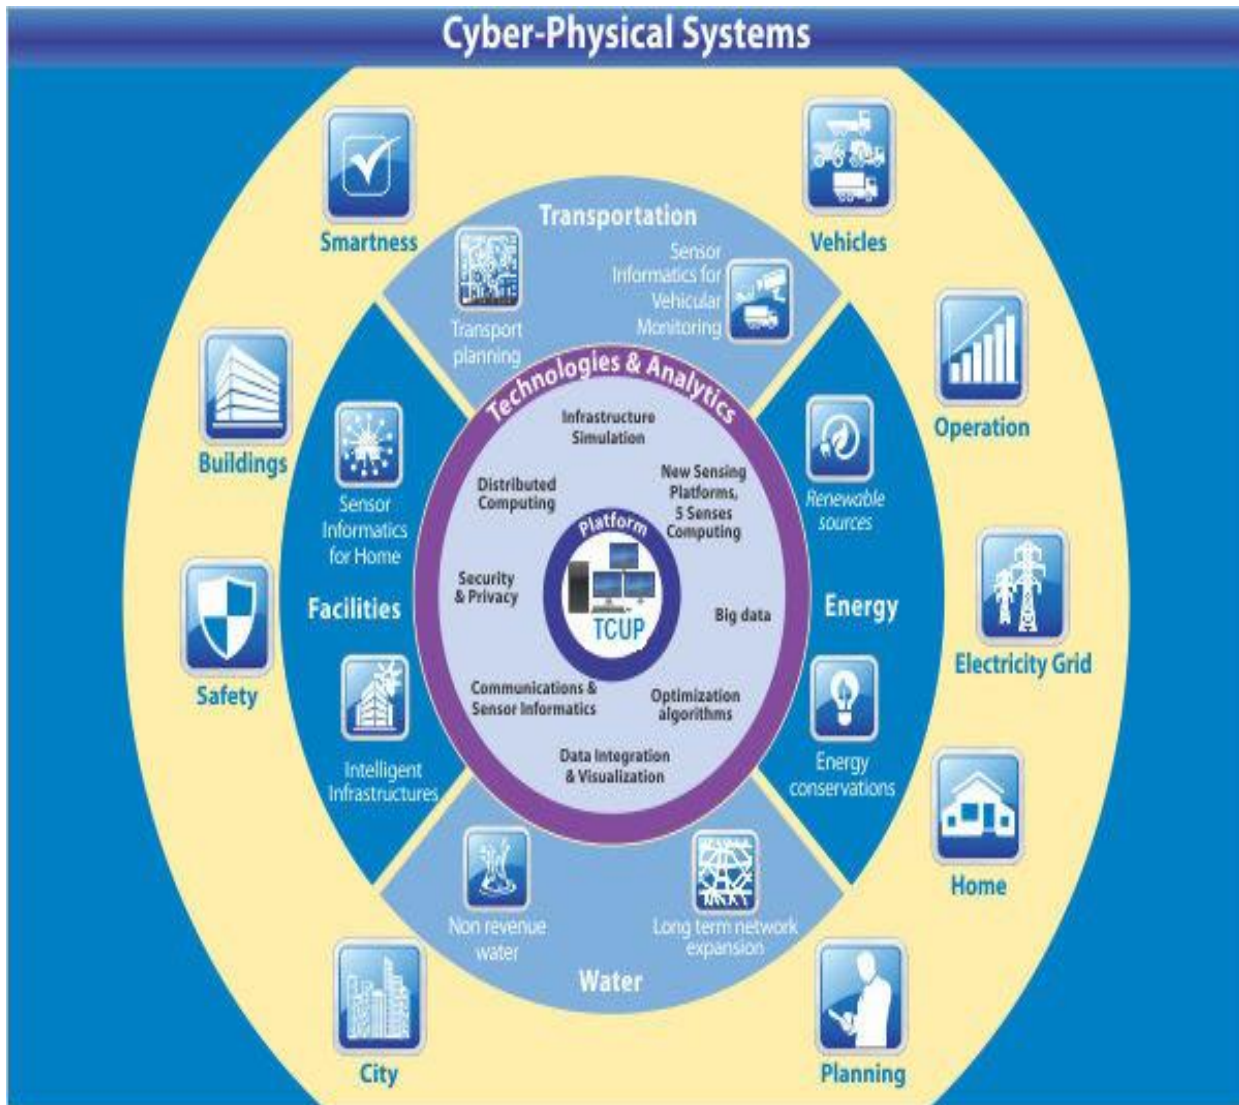 Cyber-Physical Systems
Smartness
Vehicles
Buildings
Operation
Safety
Electricity Grid
Home
City
Planning
Transportation
Transport
planning
Sensor
Informatics for
Vehicular
Monitoring
Facilities
Sensor
Informatics
for Home
Intelligent
Infrastructures
Energy
Renewable
sources
Energy
conservations
Water
Non revenue
water
Long term network
expansion
Technologies & Analytics
Infrastructure
Simulation
Distributed
Computing
New Sensing
Platforms,
5 Senses
Computing
Security
& Privacy
Big data
Communications &
Sensor Informatics
Optimization
algorithms
Data Integration
& Visualization
Platform
TCUP